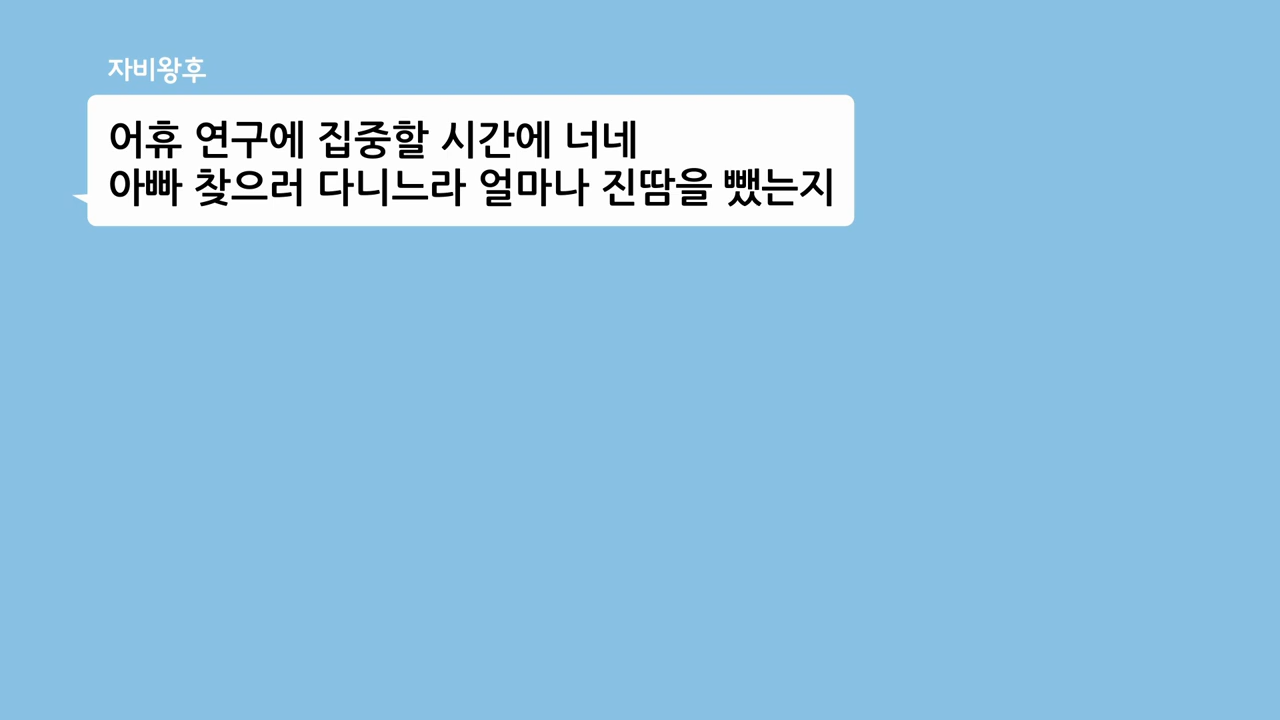 자비왕후
어휴 연구에 집중할 시간에 너네
아빠 찾으러 다니느라 얼마나 진땀을 뺐는지